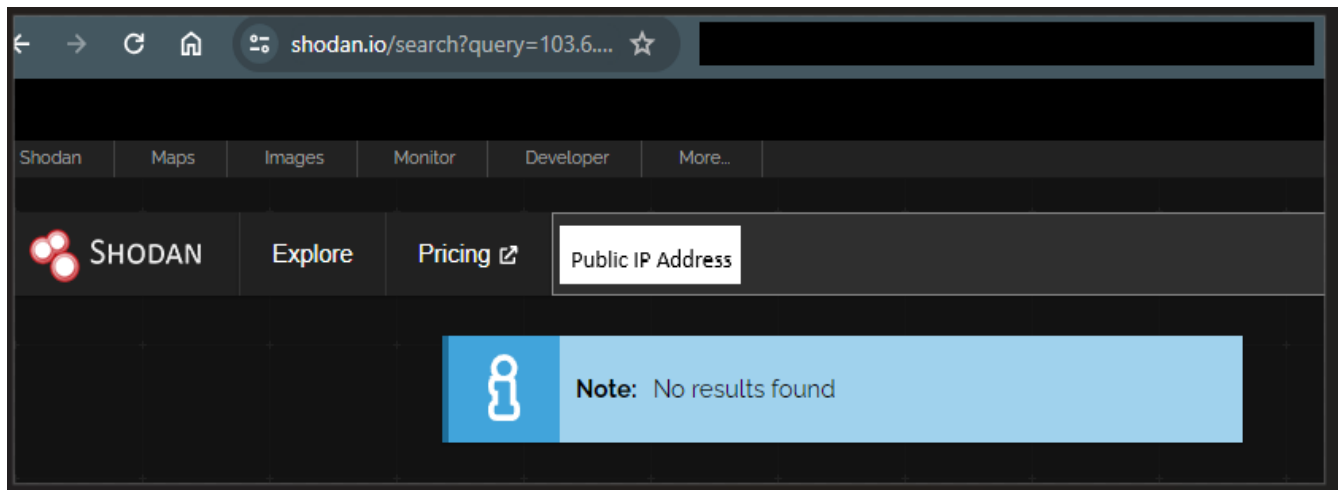 shodan.io/search?query=103.6....
Shodan Maps Images Monitor Developer More...
SHODAN Explore Pricing Public IP Address
Note: No results found